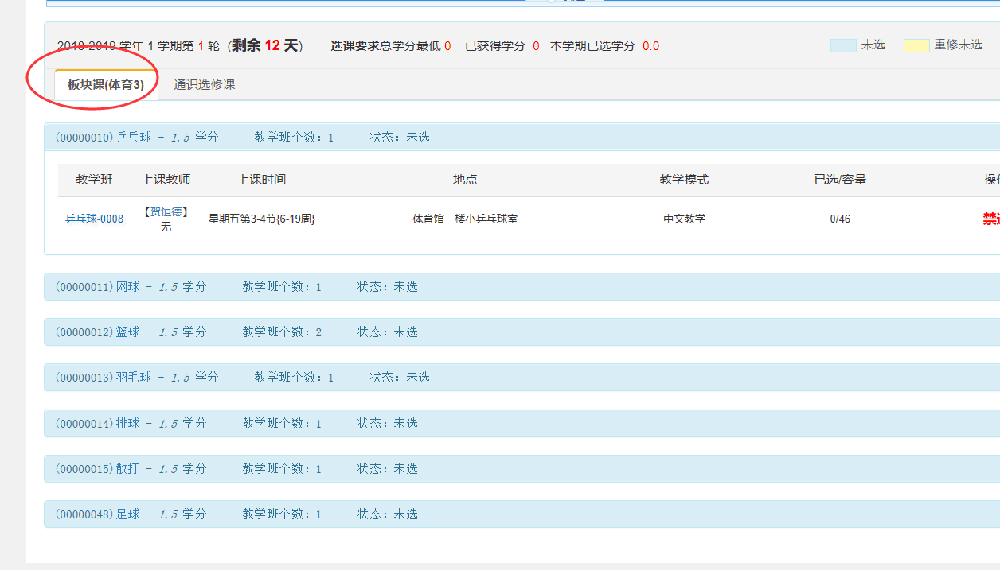 2018-2019 学年 1 学期第 1 轮（剩余 12 天） 选课要求总学分最低 0 已获得学分 0 本学期已选学分 0.0 未选 重修未选
板块课(体育3) 通识选修课
(00000010)乒乓球 - 1.5 学分 教学班个数：1 状态：未选
教学班 上课教师 上课时间 地点 教学模式 已选/容量
乒乓球-0008 【贺恒德】 星期五第3-4节{6-19周} 体育馆一楼小乒乓球室 中文教学 0/46 禁
无
(00000011)网球 - 1.5 学分 教学班个数：1 状态：未选
(00000012)篮球 - 1.5 学分 教学班个数：2 状态：未选
(00000013)羽毛球 - 1.5 学分 教学班个数：1 状态：未选
(00000014)排球 - 1.5 学分 教学班个数：1 状态：未选
(00000015)散打 - 1.5 学分 教学班个数：1 状态：未选
(00000048)足球 - 1.5 学分 教学班个数：1 状态：未选